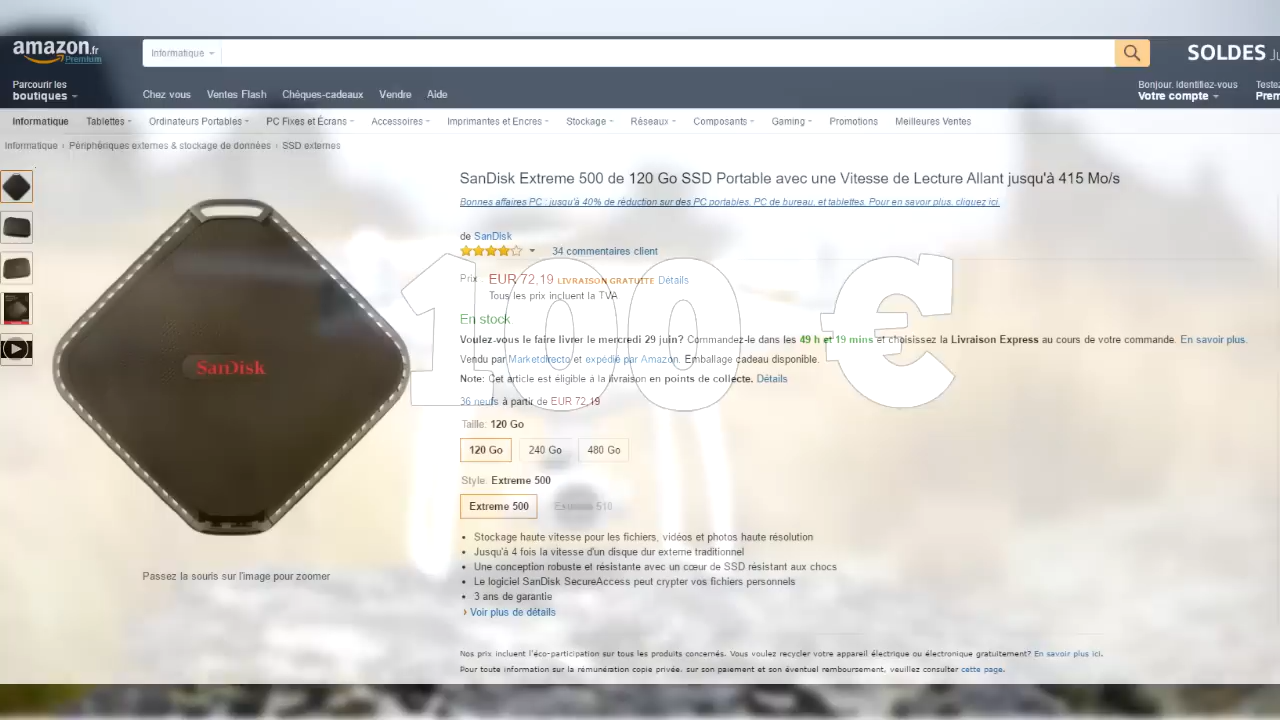 amazon.fr
Premium
Informatique
SOLDES
Parcourir les
boutiques
Chez vous Ventes Flash Chèques-cadeaux Vendre Aide
Bonjour. Identifiez-vous
Votre compte
Testez
Prem
Informatique Tablettes Ordinateurs Portables PC Fixes et Écrans Accessoires Imprimantes et Encres Stockage Réseaux Composants Gaming Promotions Meilleures Ventes
Informatique › Périphériques externes & stockage de données › SSD externes
SanDisk Extreme 500 de 120 Go SSD Portable avec une Vitesse de Lecture Allant jusqu'à 415 Mo/s
Bonnes affaires PC : jusqu'à 40% de réduction sur des PC portables, PC de bureau, et tablettes. Pour en savoir plus, cliquez ici.
de SanDisk
34 commentaires client
100 €
Prix EUR 72,19 LIVRAISON GRATUITE Détails
Tous les prix incluent la TVA
En stock
Voulez-vous le faire livrer le mercredi 29 juin? Commandez-le dans les 49 h et 19 mins et choisissez la Livraison Express au cours de votre commande. En savoir plus.
Vendu par Marketdirecto et expédié par Amazon. Emballage cadeau disponible.
Note: Cet article est éligible à la livraison en points de collecte. Détails
36 neufs à partir de EUR 72,19
SanDisk
Taille: 120 Go
120 Go 240 Go 480 Go
Style: Extreme 500
Extreme 500 Extreme 510
• Stockage haute vitesse pour les fichiers, vidéos et photos haute résolution
• Jusqu'à 4 fois la vitesse d'un disque dur externe traditionnel
• Une conception robuste et résistante avec un cœur de SSD résistant aux chocs
• Le logiciel SanDisk SecureAccess peut crypter vos fichiers personnels
• 3 ans de garantie
› Voir plus de détails
Passez la souris sur l'image pour zoomer
Nos prix incluent l'éco-participation sur tous les produits concernés. Vous voulez recycler votre appareil électrique ou électronique gratuitement? En savoir plus ici.
Pour toute information sur la rémunération copie privée, sur son paiement et son éventuel remboursement, veuillez consulter cette page.